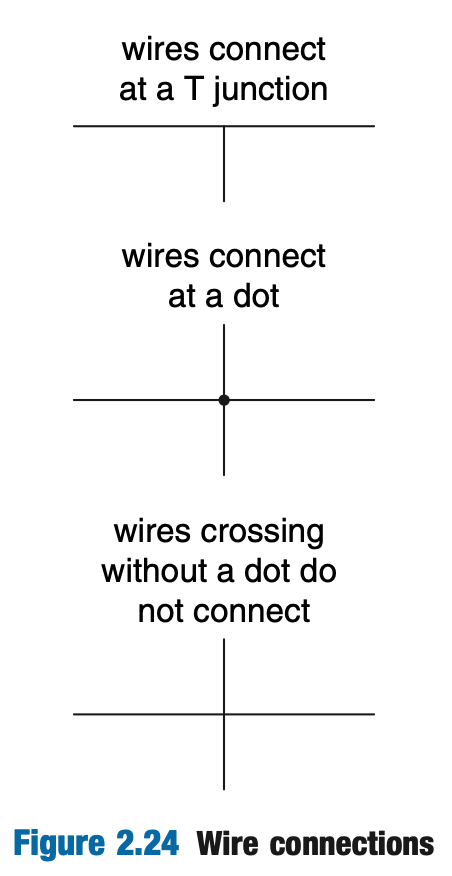 wires connect
at a T junction
wires connect
at a dot
wires crossing
without a dot do
not connect
Figure 2.24 Wire connections